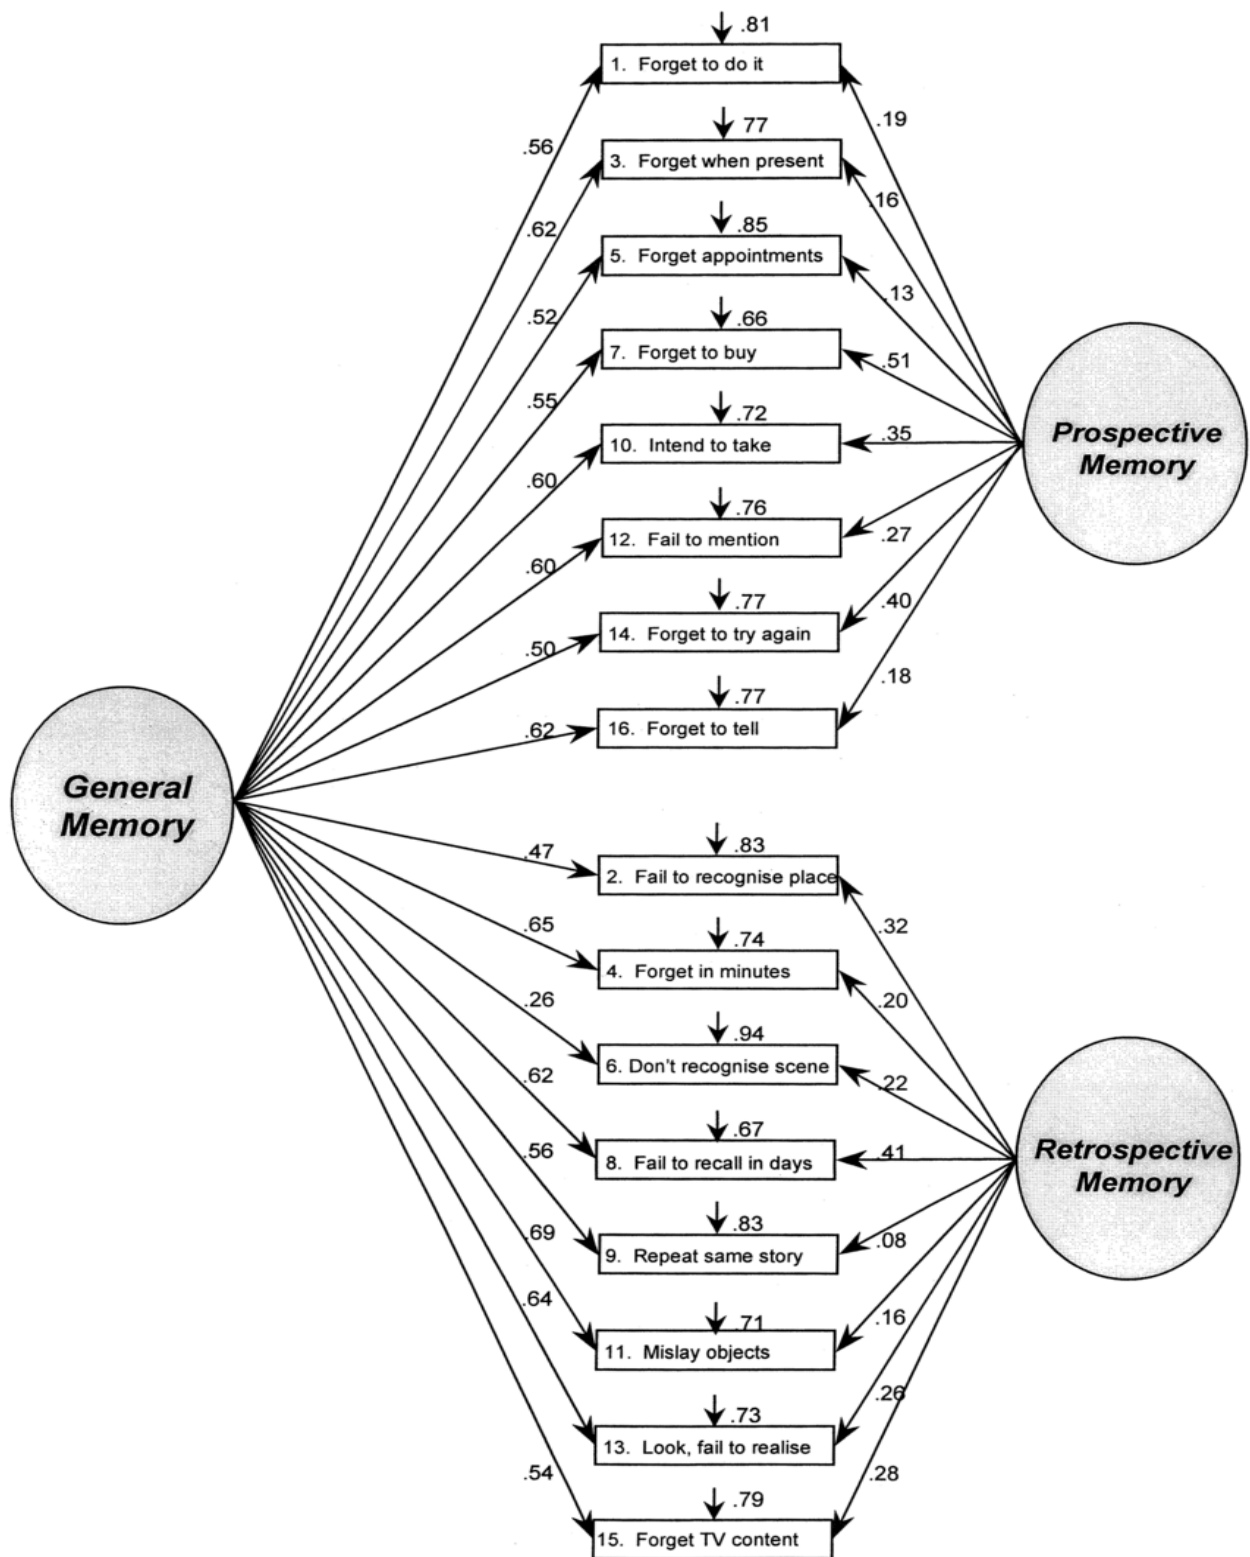 .81
1. Forget to do it
.56
.19
77
3. Forget when present
.62
.16
.85
5. Forget appointments
.52
.13
.66
7. Forget to buy
.55
.51
.72
10. Intend to take
.60
.35
Prospective
Memory
.76
12. Fail to mention
.60
.27
.77
14. Forget to try again
.50
.40
.77
16. Forget to tell
.62
.18
General
Memory
.83
2. Fail to recognise place
.47
.32
.74
4. Forget in minutes
.65
.20
.94
6. Don't recognise scene
.26
.22
.67
8. Fail to recall in days
.62
.41
Retrospective
Memory
.83
9. Repeat same story
.56
.08
.71
11. Mislay objects
.69
.16
.73
13. Look, fail to realise
.64
.26
.79
15. Forget TV content
.54
.28